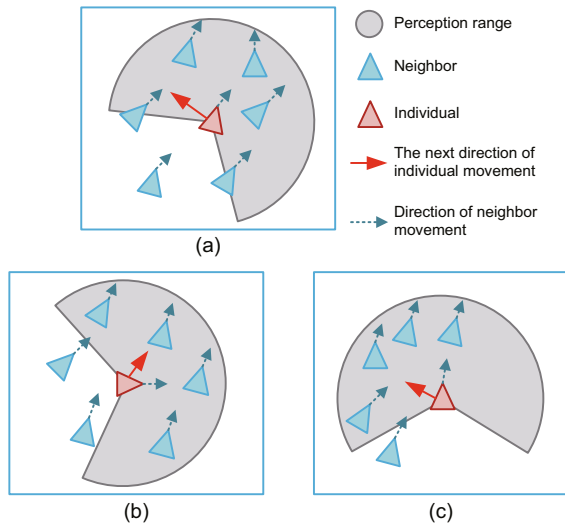 Perception range
Neighbor
Individual
The next direction of
individual movement
Direction of neighbor
movement
(a)
(b)
(c)